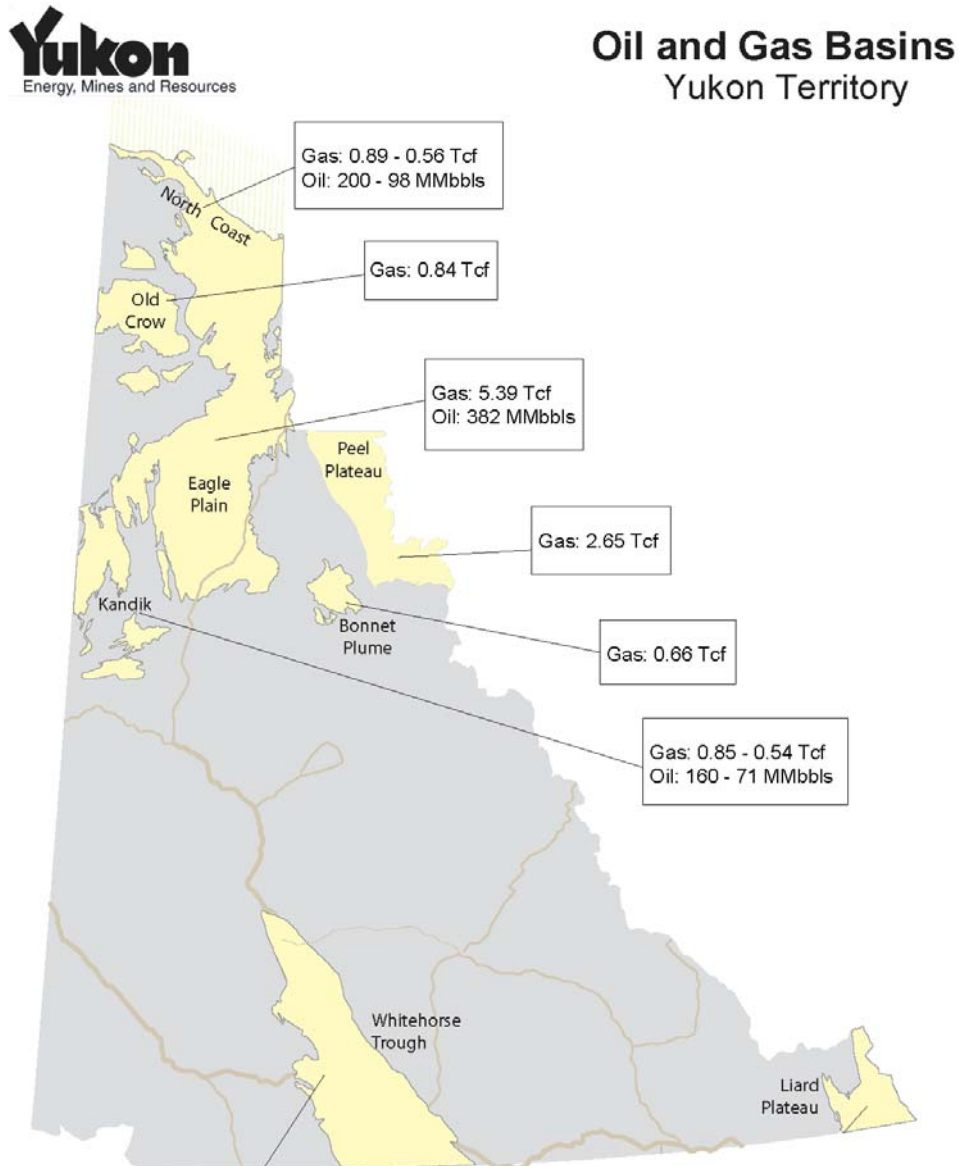 Yukon
Energy, Mines and Resources
Oil and Gas Basins
Yukon Territory
Gas: 0.89 - 0.56 Tcf
Oil: 200 - 98 MMbbls
North Coast
Gas: 0.84 Tcf
Old
Crow
Gas: 5.39 Tcf
Oil: 382 MMbbls
Peel
Plateau
Eagle
Plain
Gas: 2.65 Tcf
Kandik
Bonnet
Plume
Gas: 0.66 Tcf
Gas: 0.85 - 0.54 Tcf
Oil: 160 - 71 MMbbls
Whitehorse
Trough
Liard
Plateau